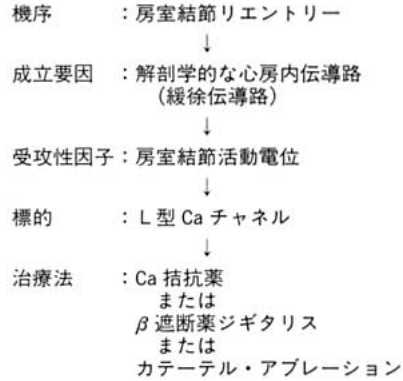 機序　　　：房室結節リエントリー
↓
成立要因　：解剖学的な心房内伝導路
（緩徐伝導路）
↓
受攻性因子：房室結節活動電位
↓
標的　　　：L型Caチャネル
↓
治療法　　：Ca拮抗薬
または
β遮断薬ジギタリス
または
カテーテル・アブレーション